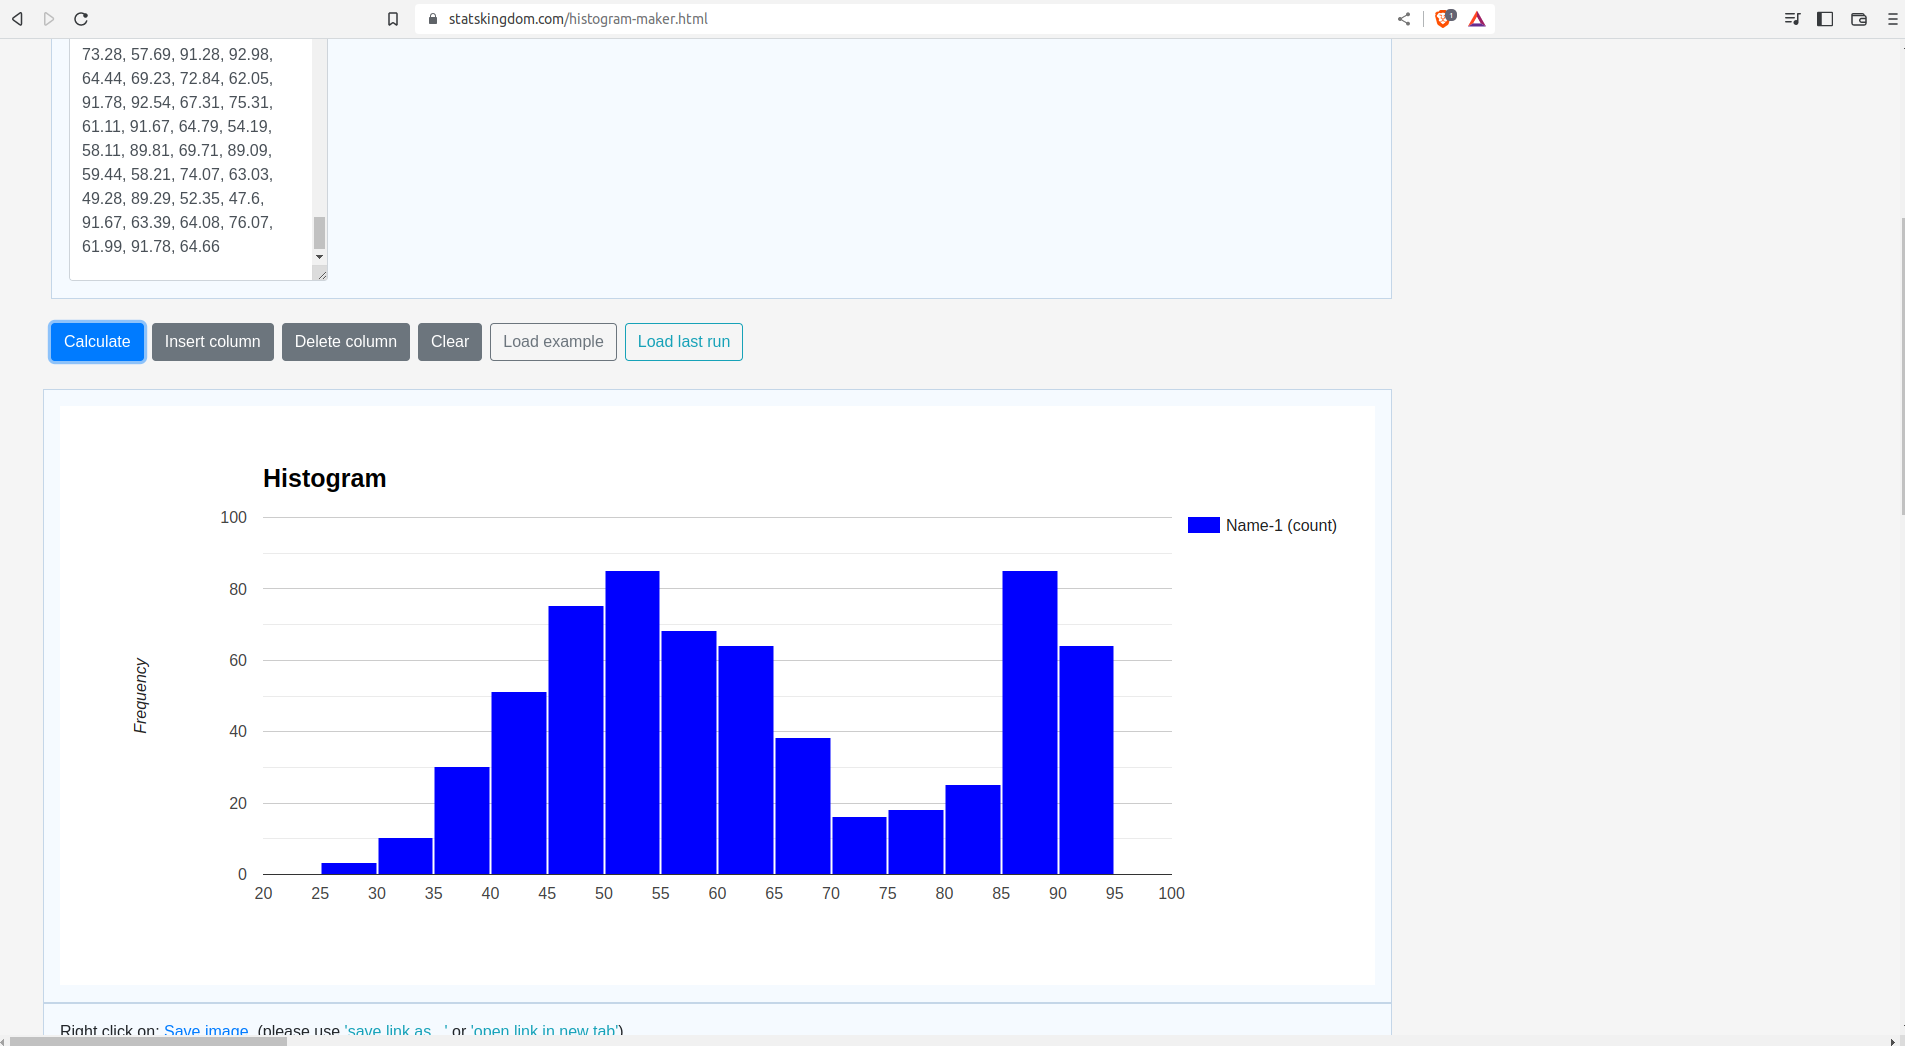 statskingdom.com/histogram-maker.html
1
73.28, 57.69, 91.28, 92.98,
64.44, 69.23, 72.84, 62.05,
91.78, 92.54, 67.31, 75.31,
61.11, 91.67, 64.79, 54.19,
58.11, 89.81, 69.71, 89.09,
59.44, 58.21, 74.07, 63.03,
49.28, 89.29, 52.35, 47.6,
91.67, 63.39, 64.08, 76.07,
61.99, 91.78, 64.66
Calculate Insert column Delete column Clear Load example Load last run
Histogram
Name-1 (count)
Frequency
100
80
60
40
20
0
20 25 30 35 40 45 50 55 60 65 70 75 80 85 90 95 100
Right click on: Save image (please use 'save link as...' or 'open link in new tab')